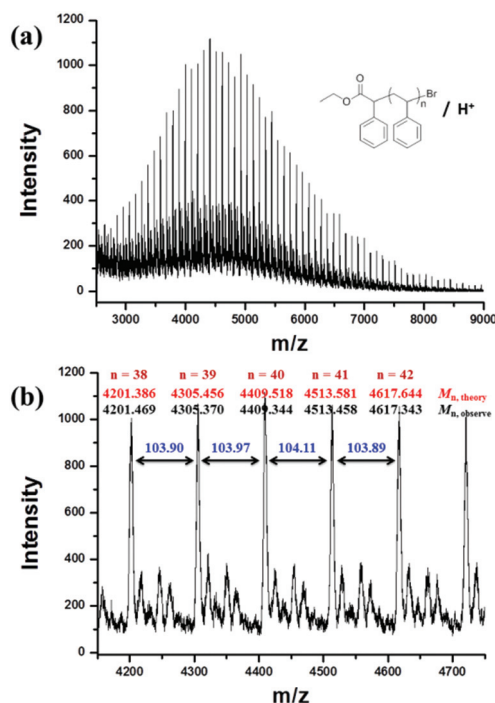 (a)
1200
1000
800
600
400
200
0
Intensity
O
O
Br
n
/ H+
3000 4000 5000 6000 7000 8000 9000
m/z
(b)
n = 38 n = 39 n = 40 n = 41 n = 42
4201.386 4305.456 4409.518 4513.581 4617.644 Mn, theory
4201.469 4305.370 4409.344 4513.458 4617.343 Mn, observe
103.90 103.97 104.11 103.89
1200
1000
800
600
400
200
0
Intensity
4200 4300 4400 4500 4600 4700
m/z